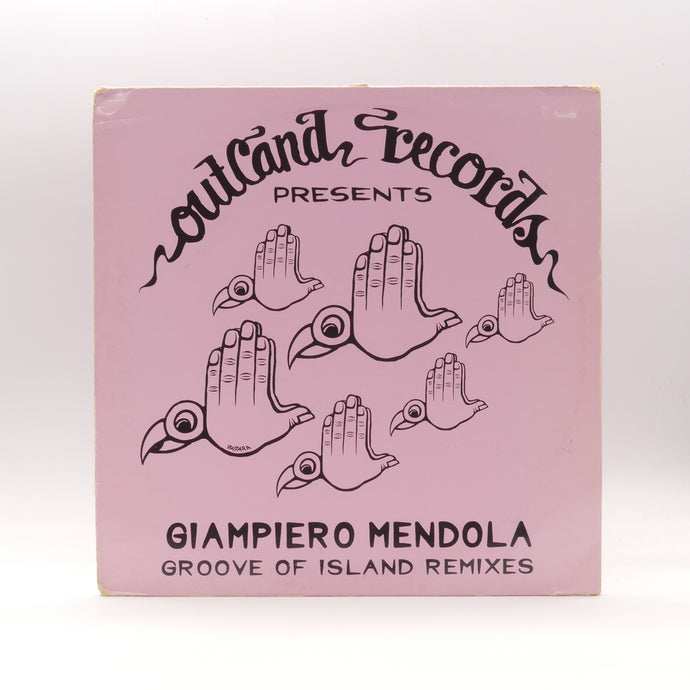 outland records
PRESENTS
GIAMPIERO MENDOLA
GROOVE OF ISLAND REMIXES